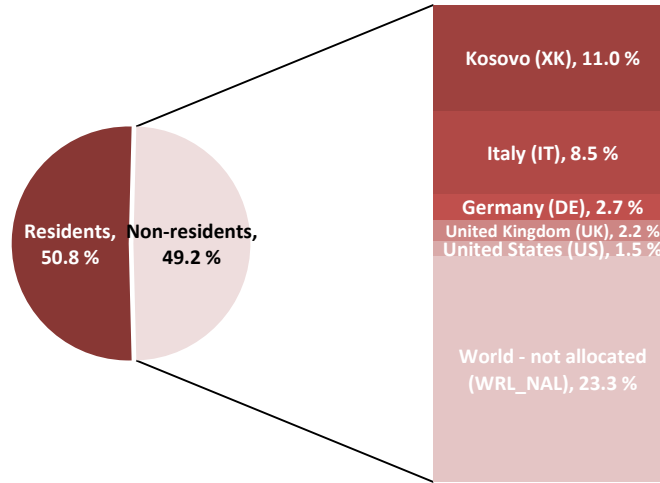 Residents,
50.8 %
Non-residents,
49.2 %
Kosovo (XK), 11.0 %
Italy (IT), 8.5 %
Germany (DE), 2.7 %
United Kingdom (UK), 2.2 %
United States (US), 1.5 %
World - not allocated
(WRL_NAL), 23.3 %